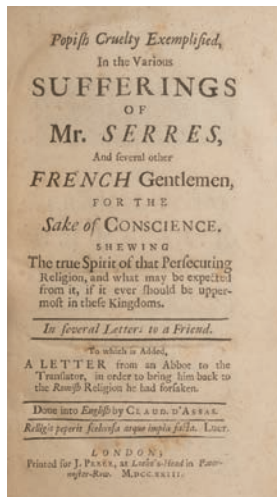 Popish Cruelty Exemplified,
In the Various
SUFFERINGS
OF
Mr. SERRES,
And several other
FRENCH Gentlemen,
FOR THE
Sake of CONSCIENCE.
SHEWING
The true Spirit of that Persecuting
Religion, and what may be expected
from it, if it ever should be upper-
most in these Kingdoms.
In several Letters to a Friend.
To which is Added,
A LETTER from an Abbot to the
Translator, in order to bring him back to
the Romish Religion he had forsaken.
Done into English by CLAUD. D'ASSAS.
Religio peperit scelerosa atque impia facta. LUCR.
LONDON;
Printed for J. PEELE, at Locke's-Head in Pater-
noster-Row. M.DCC.XXIII.